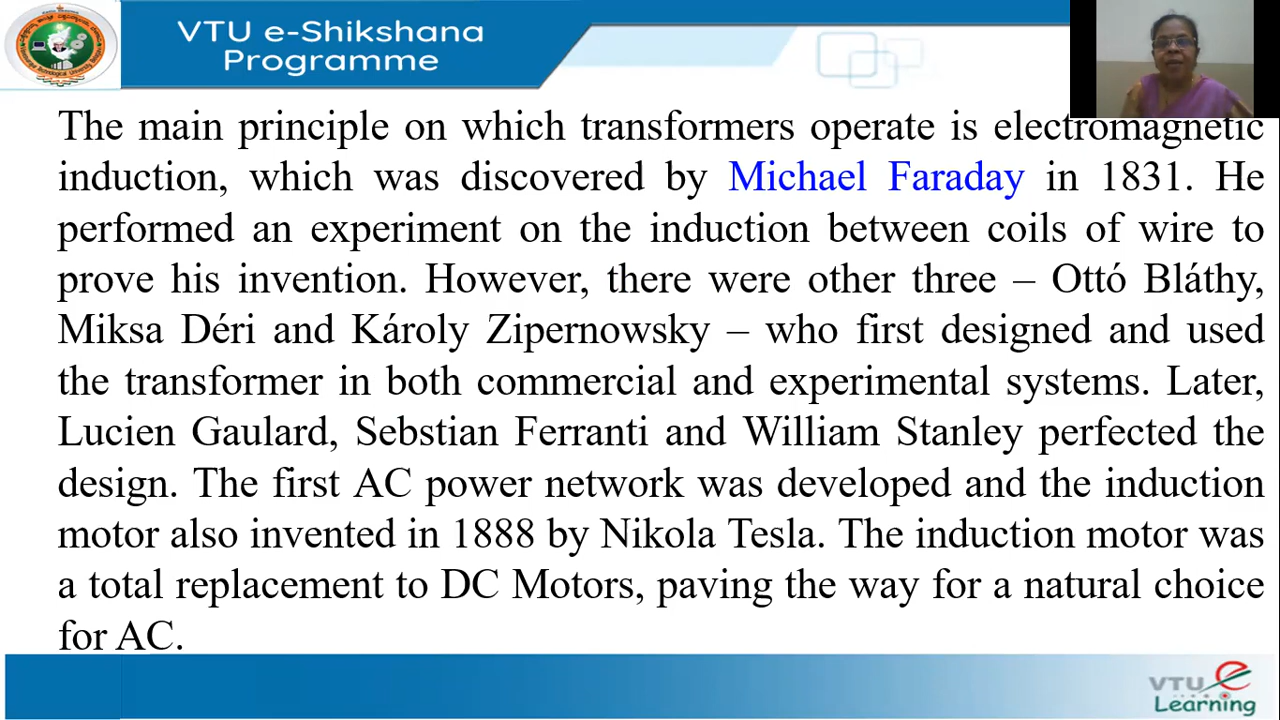 VTU e-Shikshana
Programme
The main principle on which transformers operate is electromagnetic
induction, which was discovered by Michael Faraday in 1831. He
performed an experiment on the induction between coils of wire to
prove his invention. However, there were other three – Ottó Bláthy,
Miksa Déri and Károly Zipernowsky – who first designed and used
the transformer in both commercial and experimental systems. Later,
Lucien Gaulard, Sebstian Ferranti and William Stanley perfected the
design. The first AC power network was developed and the induction
motor also invented in 1888 by Nikola Tesla. The induction motor was
a total replacement to DC Motors, paving the way for a natural choice
for AC.
VTU e
Learning